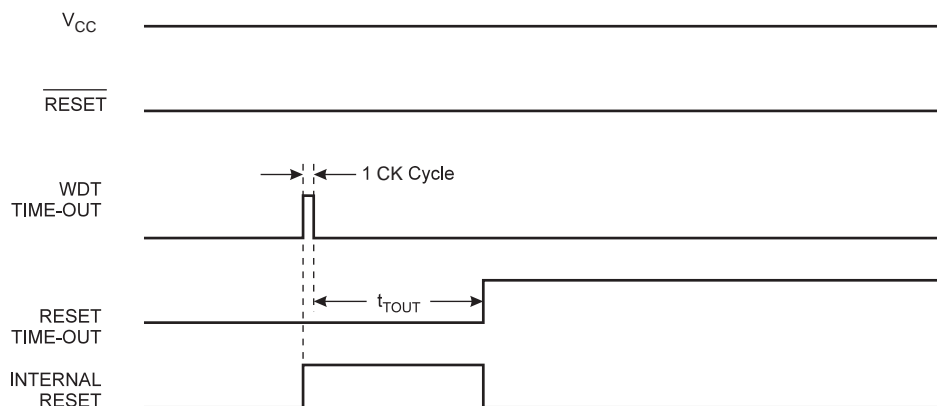 VCC
RESET
1 CK Cycle
WDT
TIME-OUT
tTOUT
RESET
TIME-OUT
INTERNAL
RESET